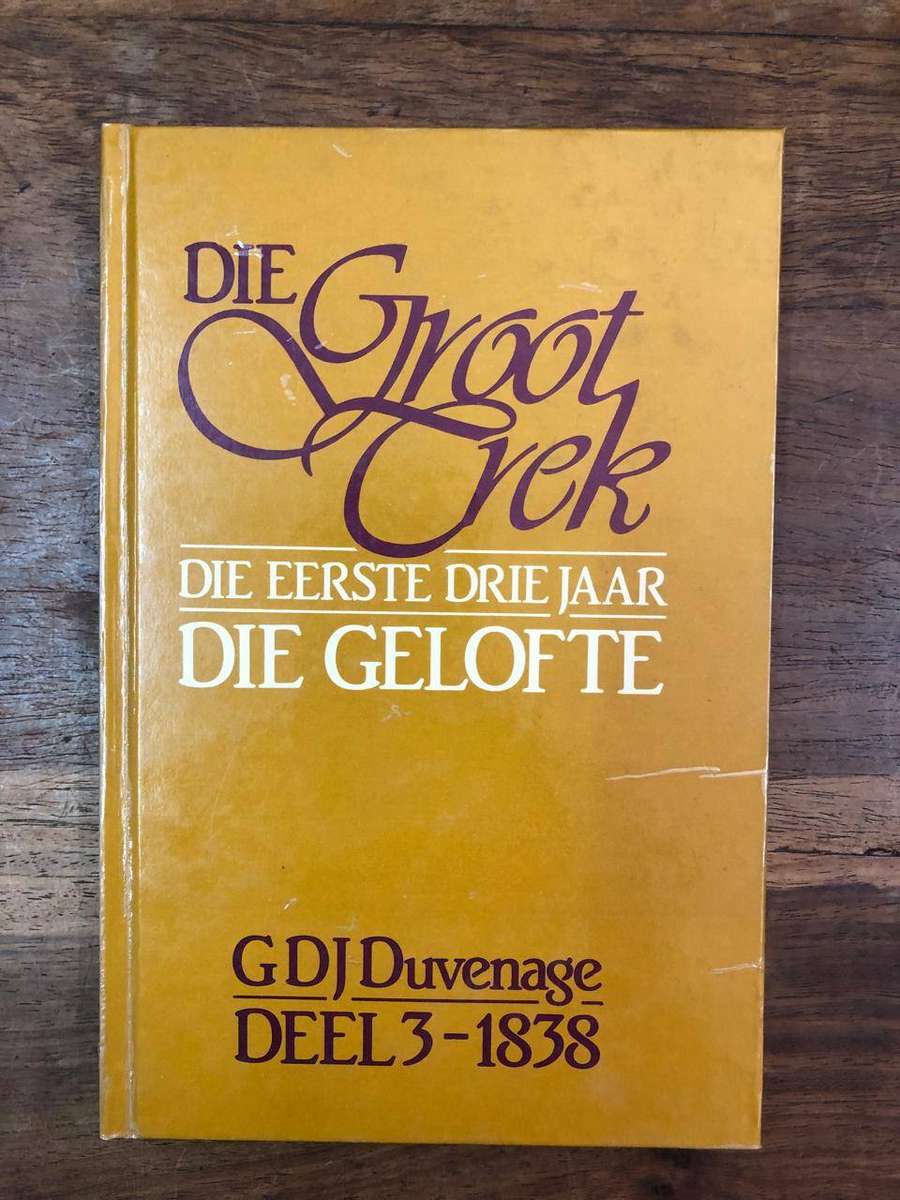 DIE Groot
Trek
DIE EERSTE DRIE JAAR
DIE GELOFTE
G D J Duvenage
DEEL 3 - 1838